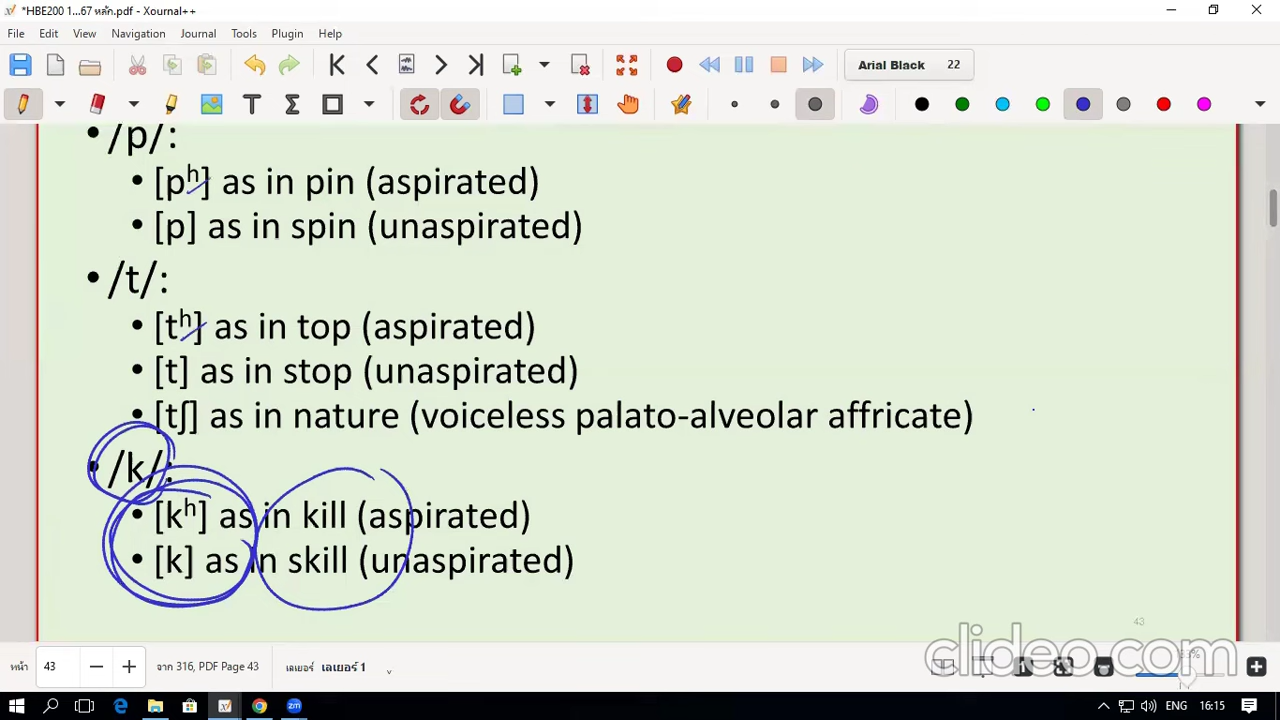 *HBE200 1...67 หลัก.pdf - Xournal++
File Edit View Navigation Journal Tools Plugin Help
Arial Black 22
• /p/:
• [pʰ] as in pin (aspirated)
• [p] as in spin (unaspirated)
• /t/:
• [tʰ] as in top (aspirated)
• [t] as in stop (unaspirated)
• [tʃ] as in nature (voiceless palato-alveolar affricate)
• /k/:
• [kʰ] as in kill (aspirated)
• [k] as in skill (unaspirated)
43
clideo.com
หน้า 43 จาก 316, PDF Page 43 เลเยอร์ เลเยอร์ 1
ENG 16:15